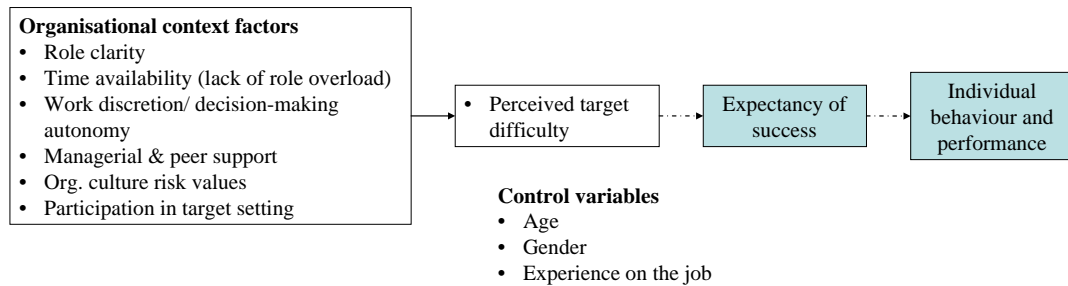 Organisational context factors
• Role clarity
• Time availability (lack of role overload)
• Work discretion/ decision-making
autonomy
• Managerial & peer support
• Org. culture risk values
• Participation in target setting
• Perceived target
difficulty
Expectancy of
success
Individual
behaviour and
performance
Control variables
• Age
• Gender
• Experience on the job